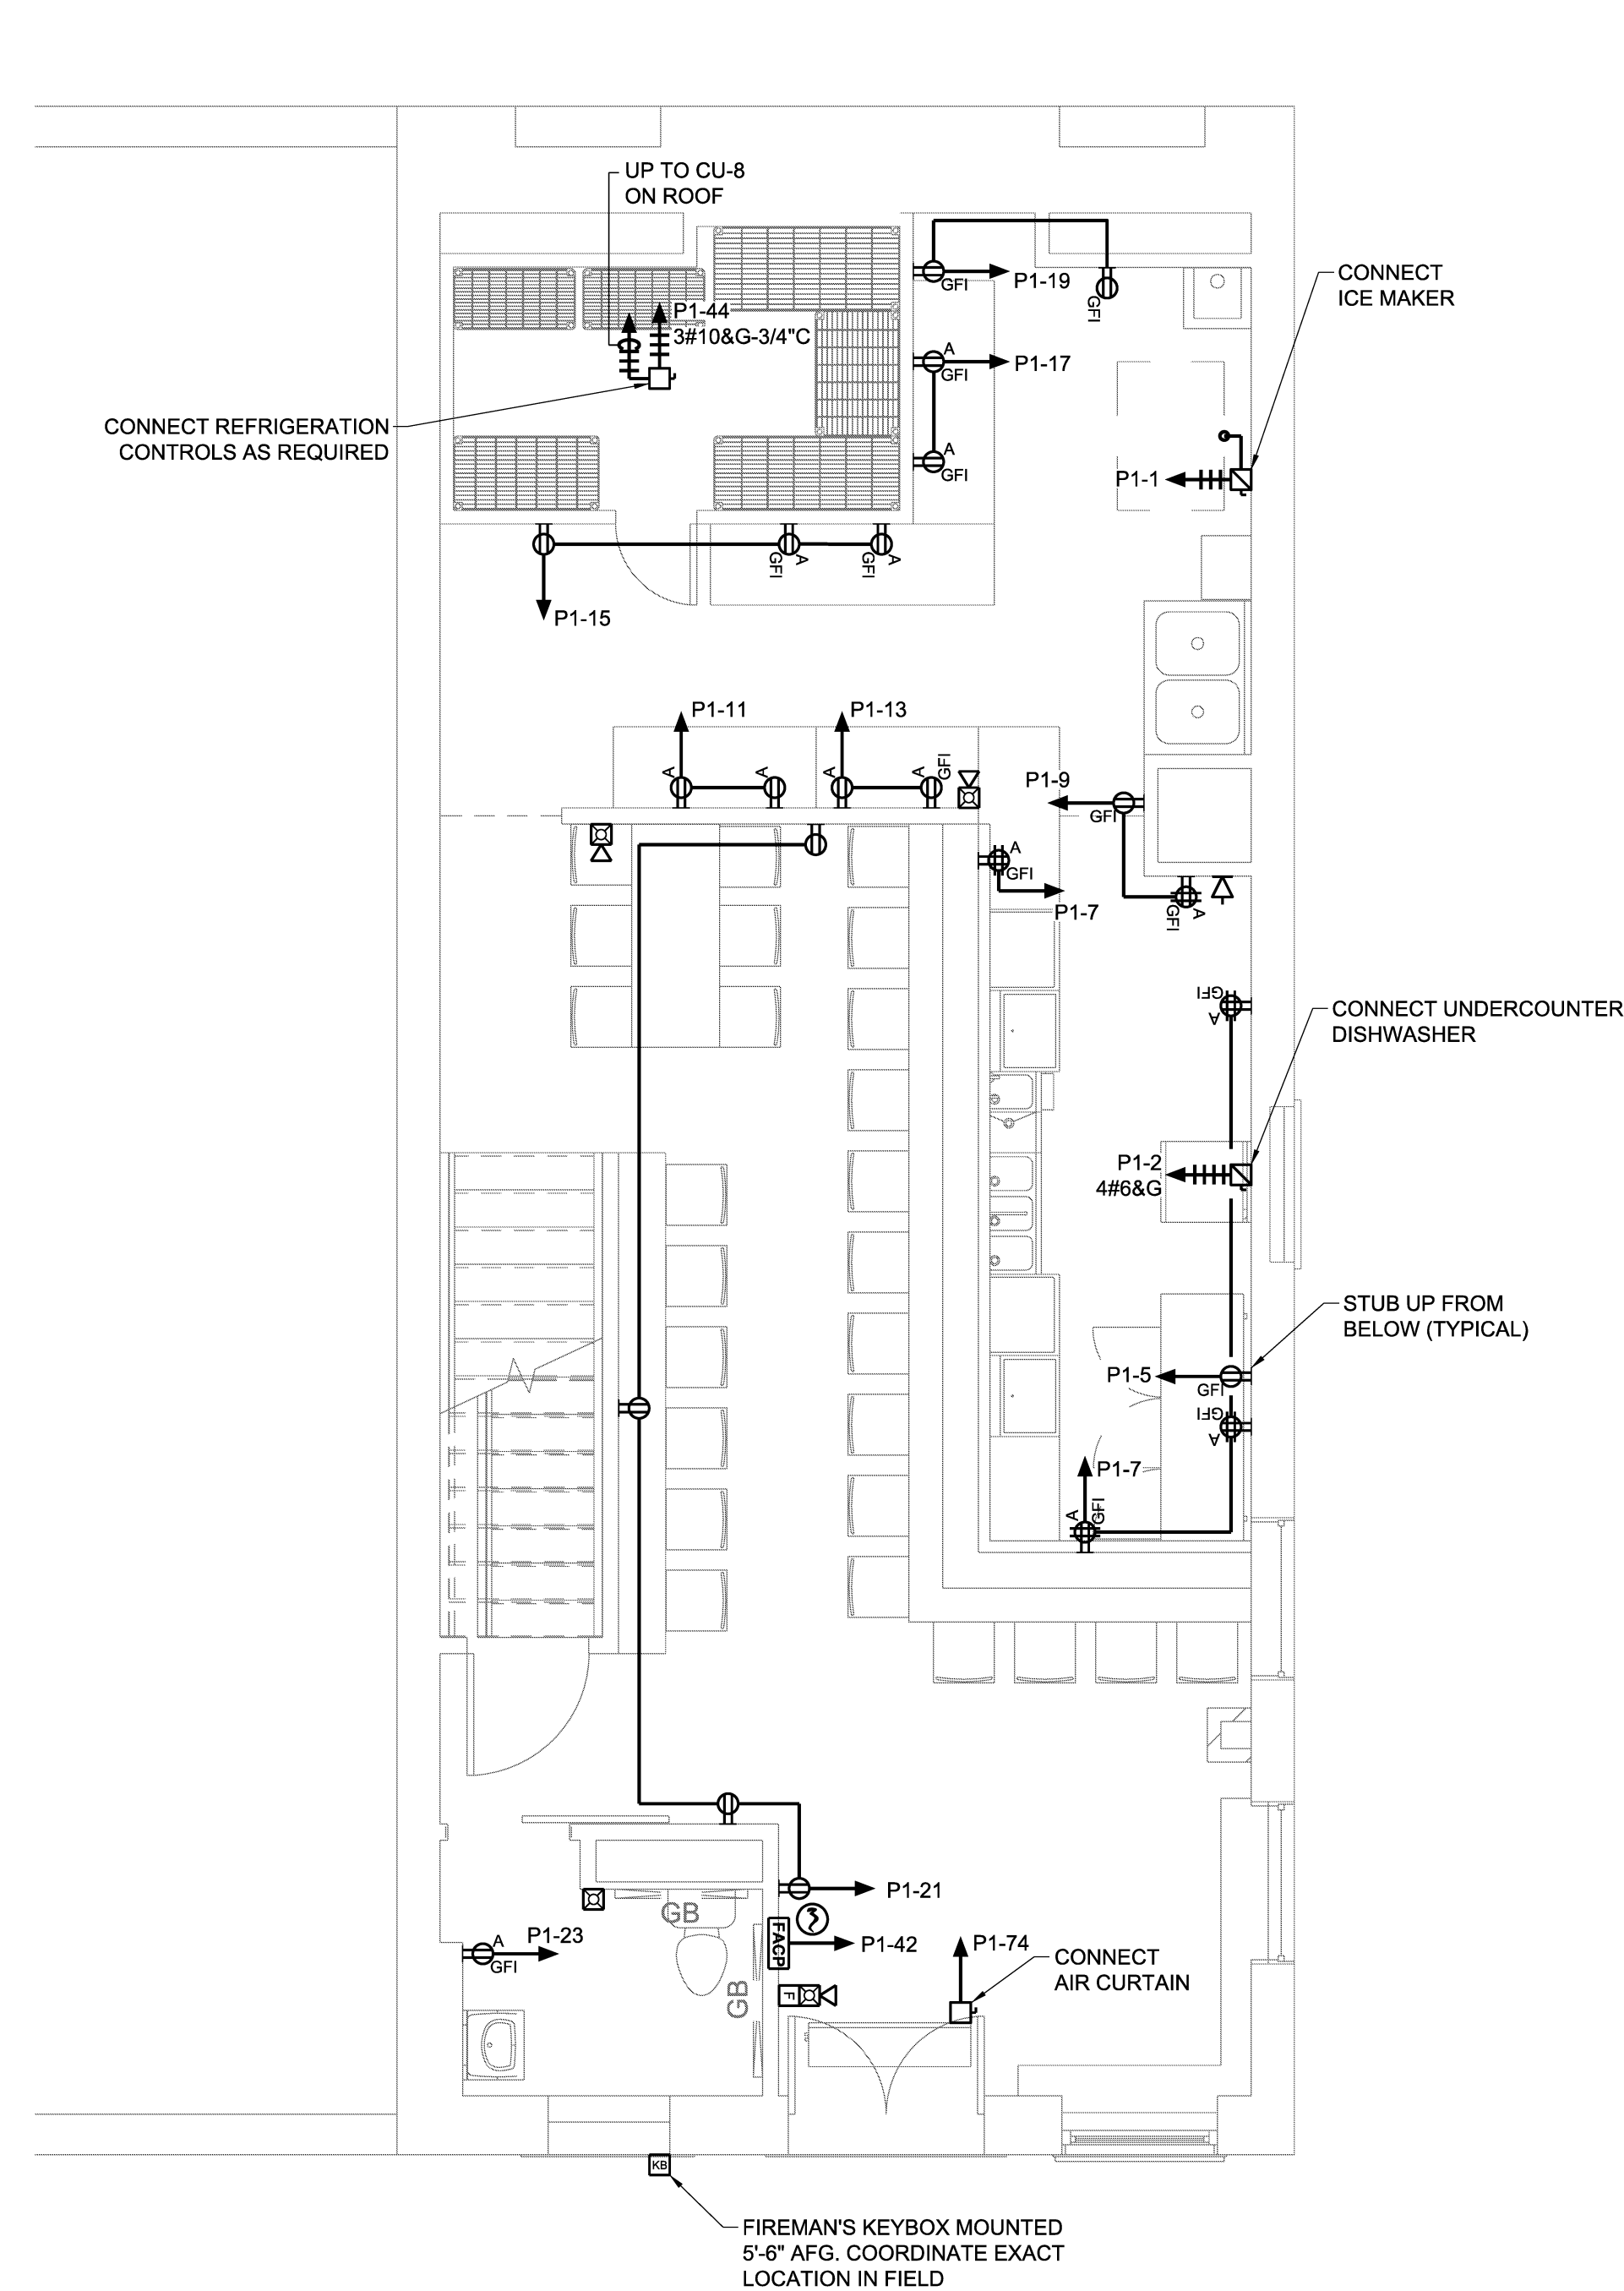 UP TO CU-8
ON ROOF
P1-19
GFI
GFI
CONNECT
ICE MAKER
P1-44
3#10&G-3/4"C
A
GFI
P1-17
CONNECT REFRIGERATION
CONTROLS AS REQUIRED
A
GFI
P1-1
GFI
A
GFI
A
P1-15
P1-11
P1-13
A
A
A
A
GFI
P1-9
GFI
A
GFI
P1-7
GFI
A
GFI
A
CONNECT UNDERCOUNTER
DISHWASHER
P1-2
4#6&G
STUB UP FROM
BELOW (TYPICAL)
P1-5
GFI
GFI
A
P1-7
A
GFI
P1-21
GB
P1-23
A
GFI
FACP
P1-42
P1-74
CONNECT
AIR CURTAIN
GB
F
KB
FIREMAN'S KEYBOX MOUNTED
5'-6" AFG. COORDINATE EXACT
LOCATION IN FIELD